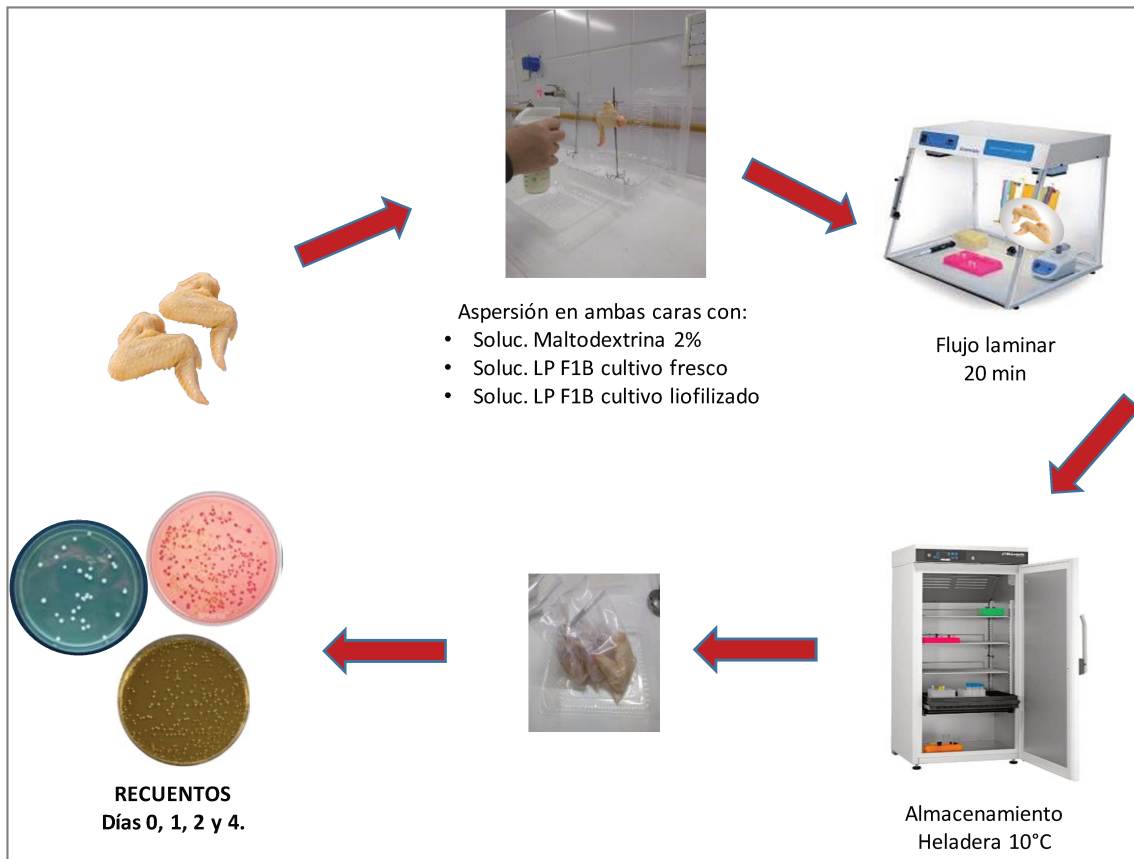 Aspersión en ambas caras con:
• Soluc. Maltodextrina 2%
• Soluc. LP F1B cultivo fresco
• Soluc. LP F1B cultivo liofilizado
Flujo laminar
20 min
Almacenamiento
Heladera 10°C
RECUENTOS
Días 0, 1, 2 y 4.